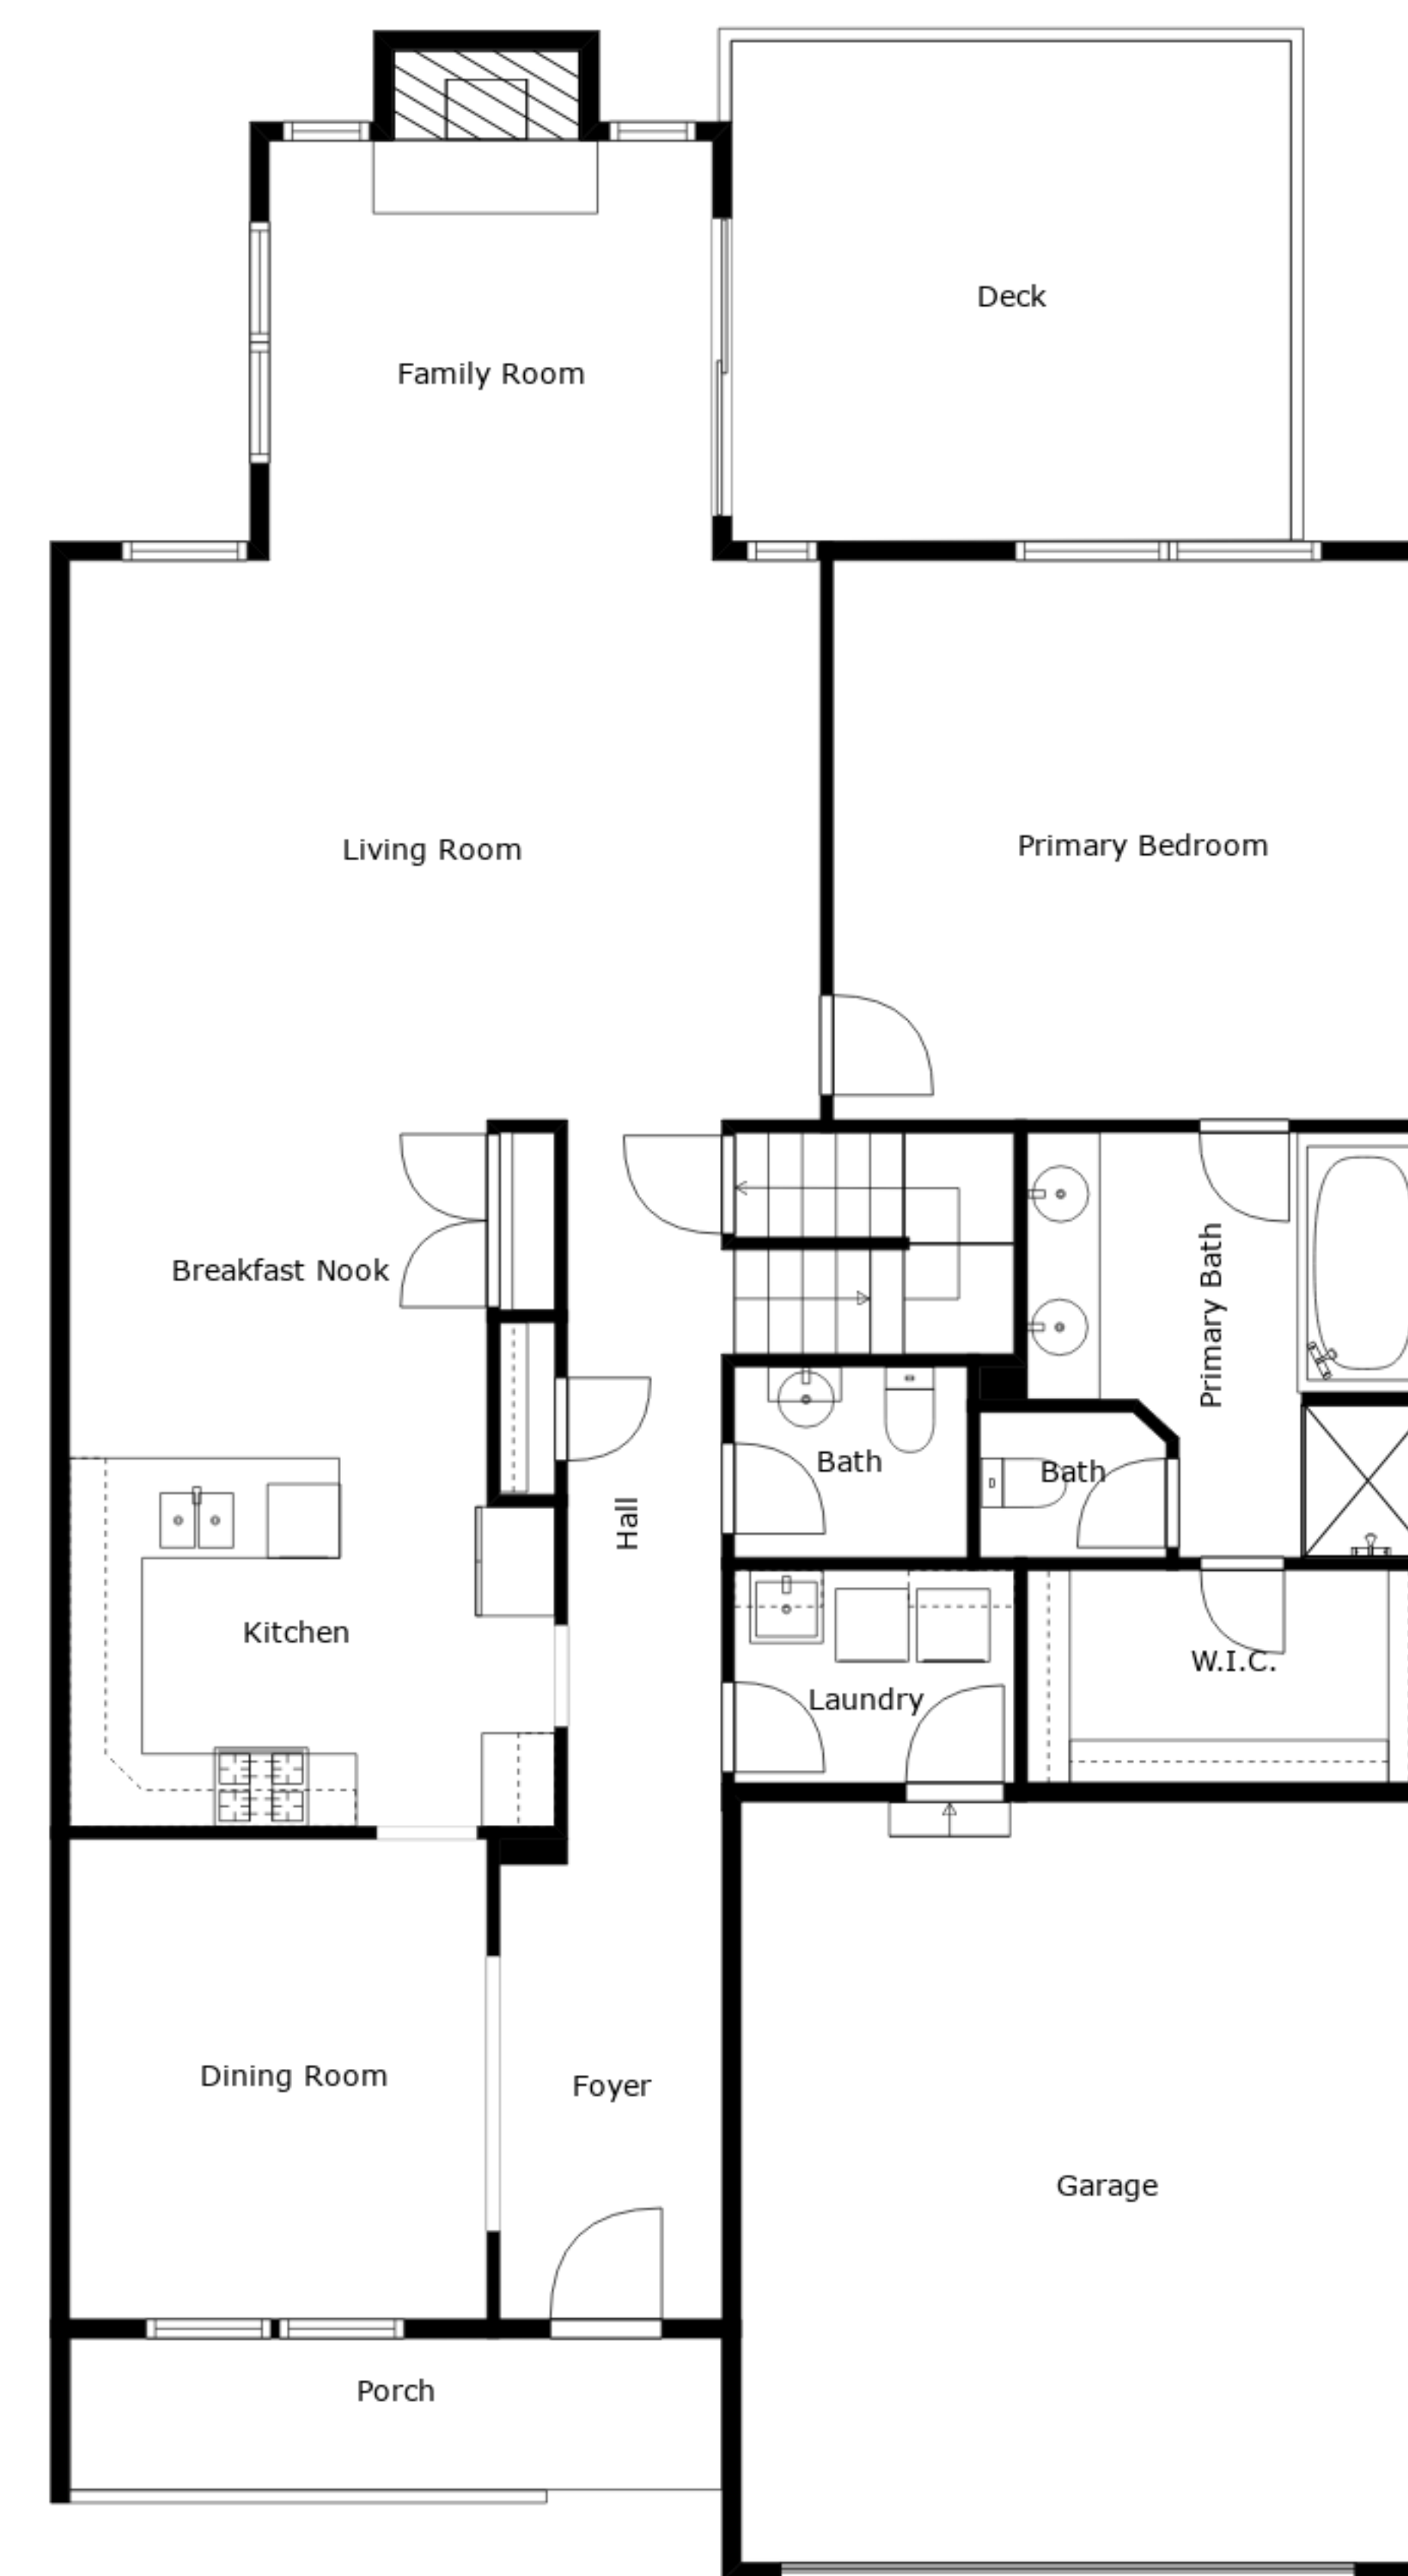 Deck
Family Room
Living Room
Primary Bedroom
Breakfast Nook
Primary Bath
Bath
Bath
Hall
Kitchen
W.I.C.
Laundry
Dining Room
Foyer
Garage
Porch